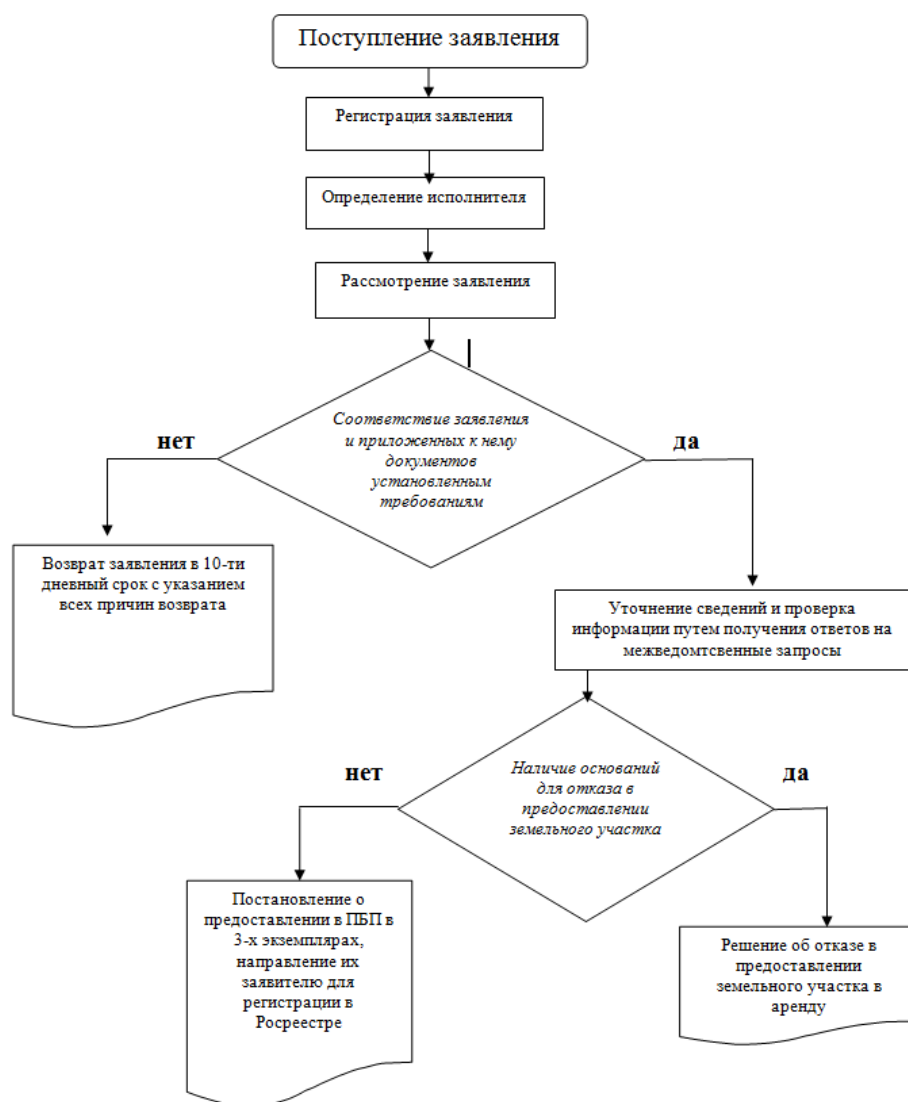 Поступление заявления
Регистрация заявления
Определение исполнителя
Рассмотрение заявления
Соответствие заявления
и приложенных к нему
документов
установленным
требованиям
нет
да
Возврат заявления в 10-ти
дневный срок с указанием
всех причин возврата
Уточнение сведений и проверка
информации путем получения ответов на
межведомтсвенные запросы
Наличие оснований
для отказа в
предоставлении
земельного участка
нет
да
Постановление о
предоставлении в ПБП в
3-х экземплярах,
направление их
заявителю для
регистрации в
Росреестре
Решение об отказе в
предоставлении
земельного участка в
аренду